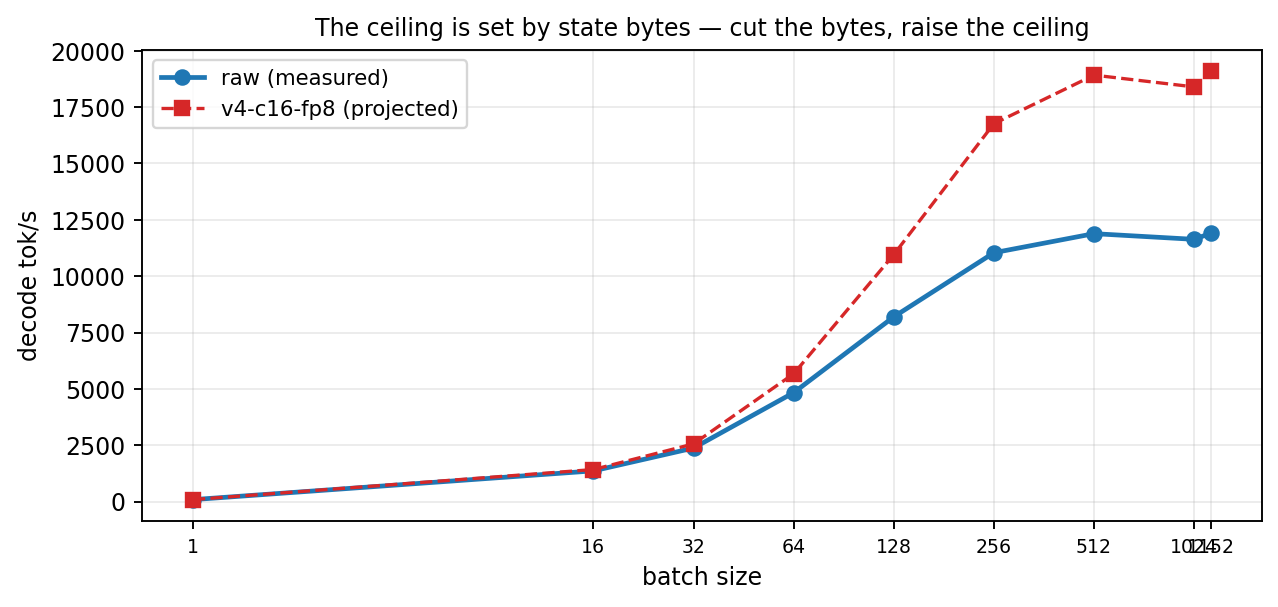 The ceiling is set by state bytes — cut the bytes, raise the ceiling
raw (measured)
v4-c16-fp8 (projected)
20000
17500
15000
12500
10000
7500
5000
2500
0
decode tok/s
1 16 32 64 128 256 512 1024 1152
batch size